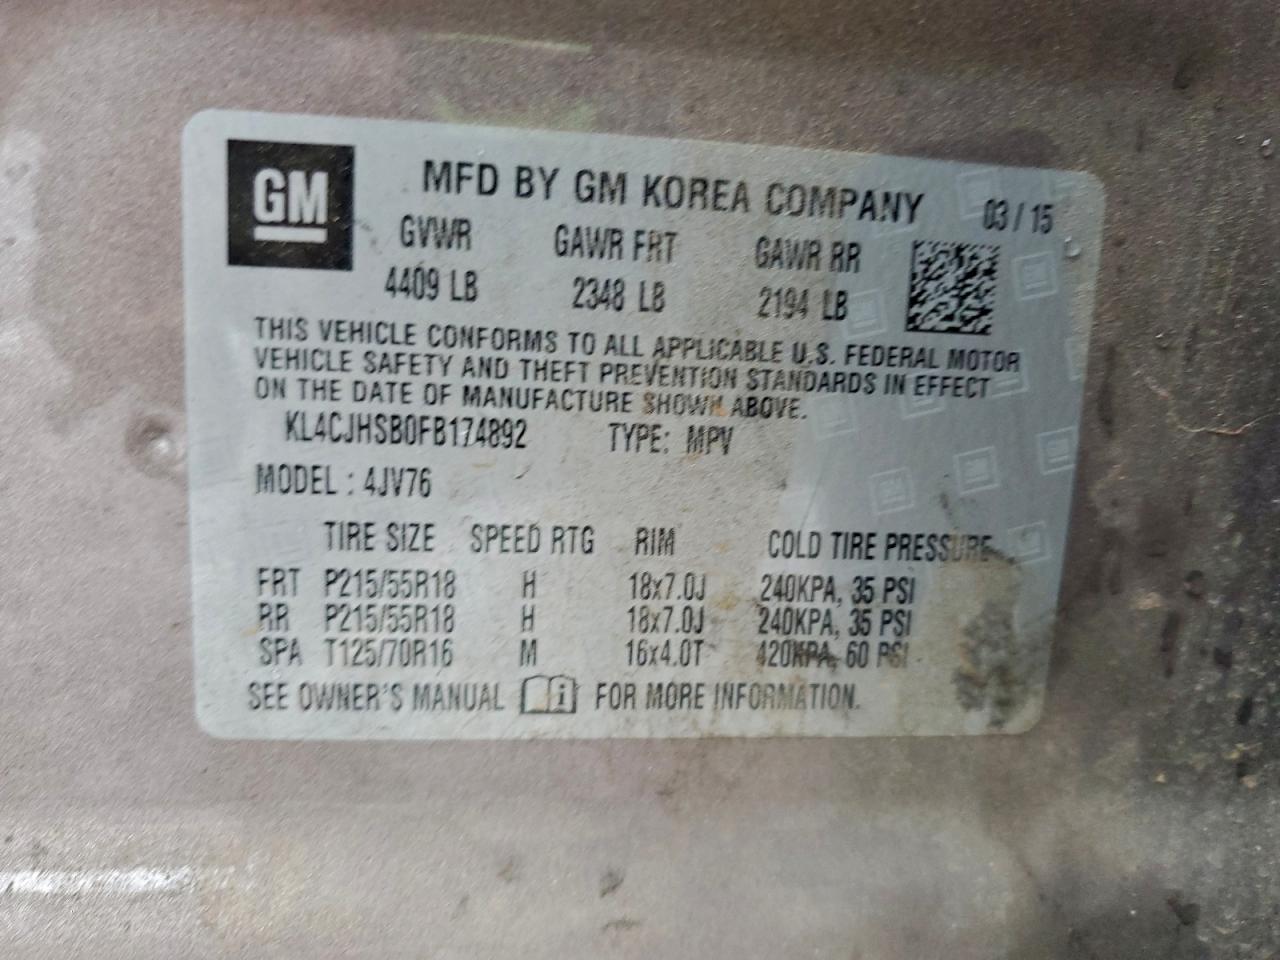 GM
MFD BY GM KOREA COMPANY 03 / 15
GVWR GAWR FRT GAWR RR
4409 LB 2348 LB 2194 LB
THIS VEHICLE CONFORMS TO ALL APPLICABLE U.S. FEDERAL MOTOR
VEHICLE SAFETY AND THEFT PREVENTION STANDARDS IN EFFECT
ON THE DATE OF MANUFACTURE SHOWN ABOVE.
KL4CJHSB0FB174892 TYPE: MPV
MODEL : 4JV76
TIRE SIZE SPEED RTG RIM COLD TIRE PRESSURE
FRT P215/55R18 H 18x7.0J 240KPA, 35 PSI
RR P215/55R18 H 18x7.0J 240KPA, 35 PSI
SPA T125/70R16 M 16x4.0T 420KPA, 60 PSI
SEE OWNER'S MANUAL i FOR MORE INFORMATION.